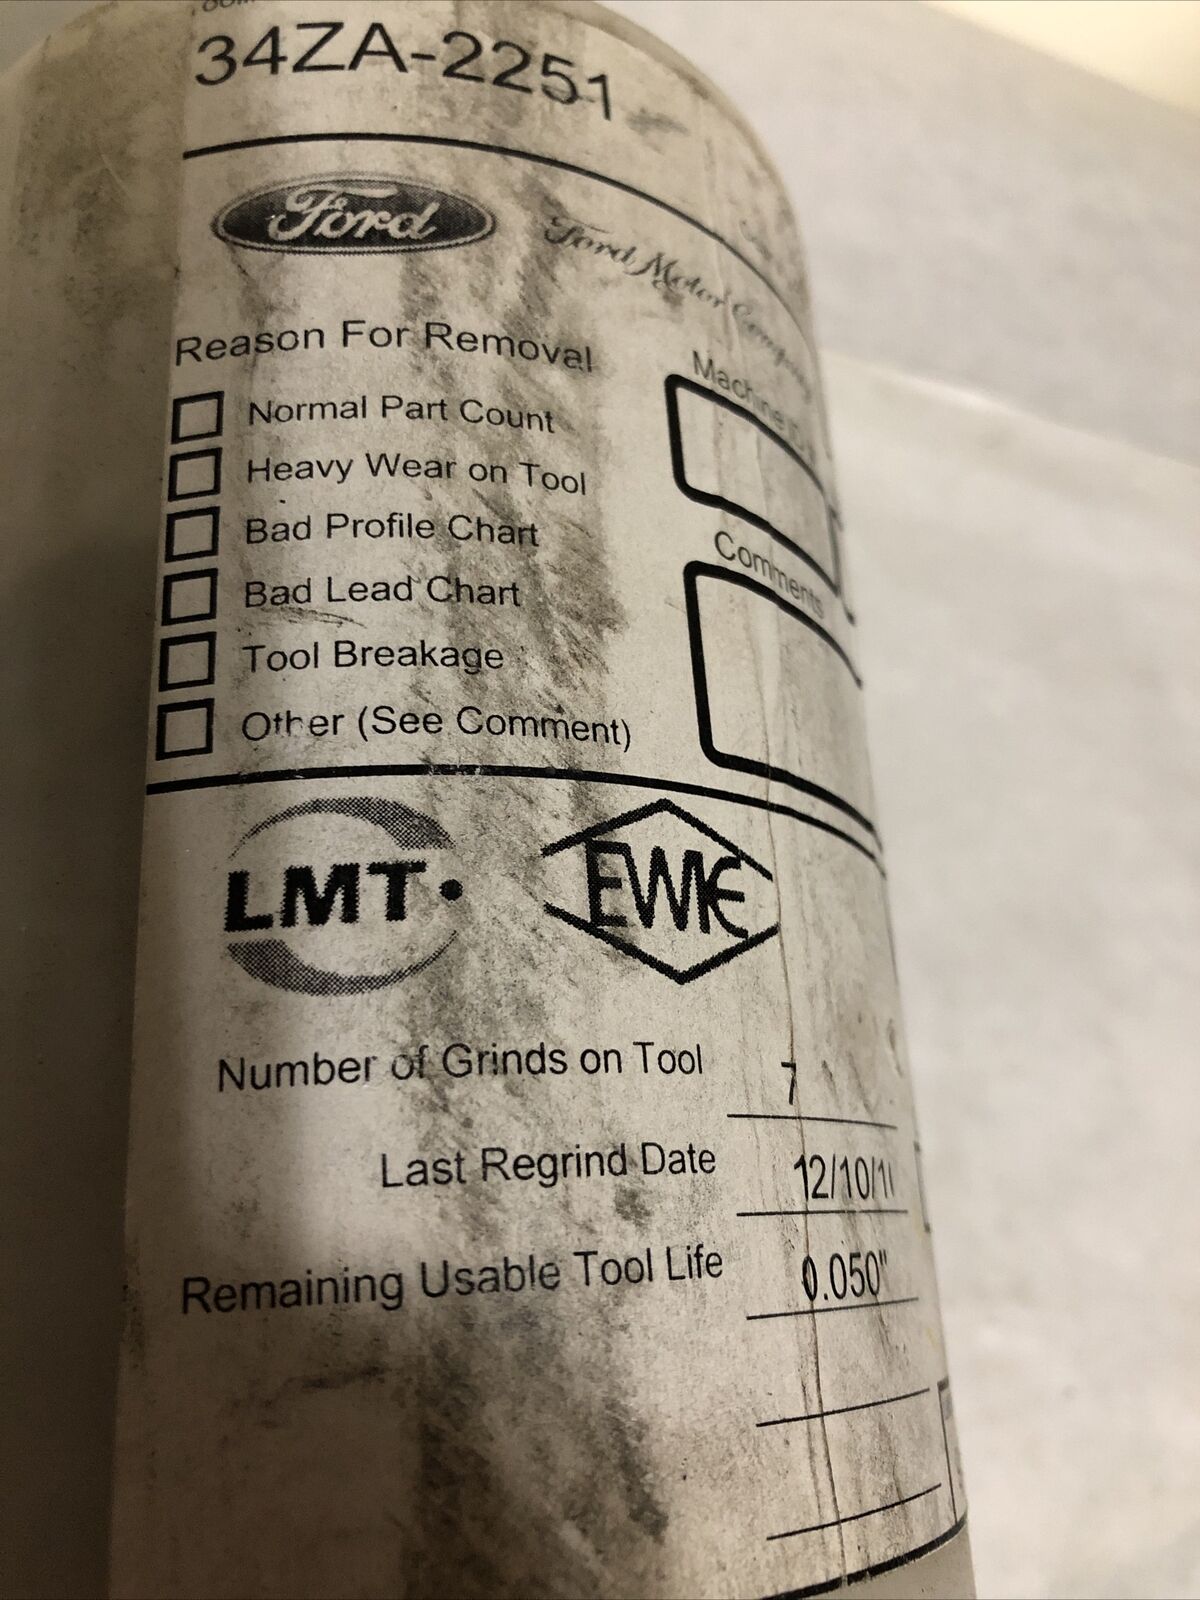 34ZA-2251
Ford
Ford Motor Company
Reason For Removal
Machine ID
Normal Part Count
Heavy Wear on Tool
Bad Profile Chart
Comments
Bad Lead Chart
Tool Breakage
Other (See Comment)
LMT
EWIE
Number of Grinds on Tool 7
Last Regrind Date 12/10/1
Remaining Usable Tool Life 0.050"